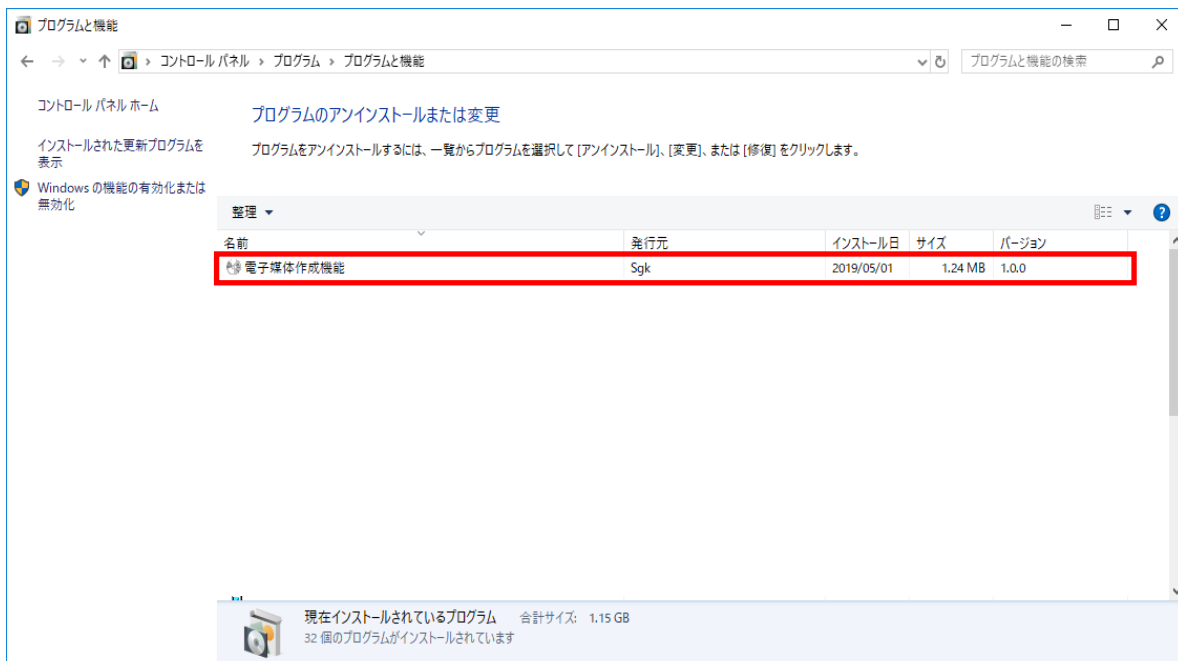 プログラムと機能
コントロール パネル › プログラム › プログラムと機能
プログラムと機能の検索
コントロール パネル ホーム
インストールされた更新プログラムを
表示
Windows の機能の有効化または
無効化
プログラムのアンインストールまたは変更
プログラムをアンインストールするには、一覧からプログラムを選択して [アンインストール]、[変更]、または [修復] をクリックします。
整理
名前 発行元 インストール日 サイズ バージョン
電子媒体作成機能 Sgk 2019/05/01 1.24 MB 1.0.0
現在インストールされているプログラム 合計サイズ: 1.15 GB
32 個のプログラムがインストールされています